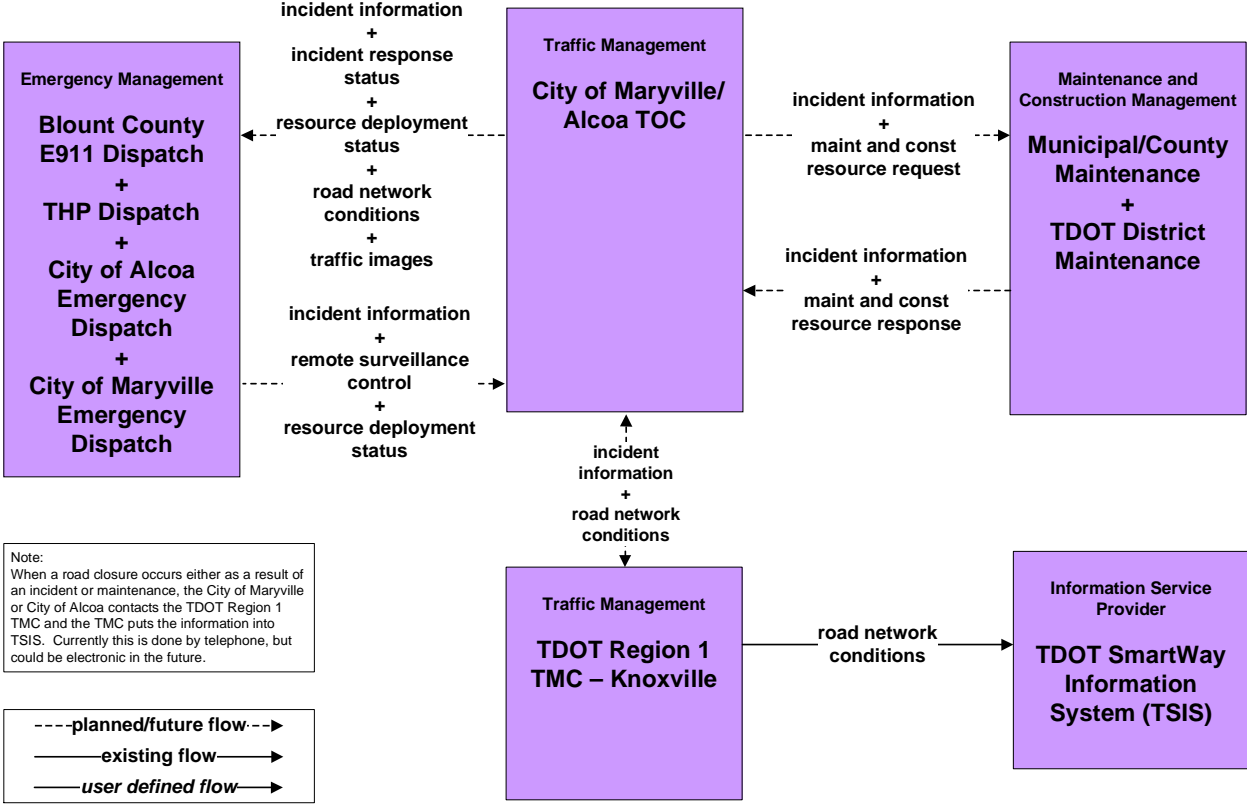 Emergency Management
Blount County
E911 Dispatch
+
THP Dispatch
+
City of Alcoa
Emergency
Dispatch
+
City of Maryville
Emergency
Dispatch
incident information
+
incident response
status
+
resource deployment
status
+
road network
conditions
+
traffic images
incident information
+
remote surveillance
control
+
resource deployment
status
Traffic Management
City of Maryville/
Alcoa TOC
incident information
+
maint and const
resource request
incident information
+
maint and const
resource response
Maintenance and
Construction Management
Municipal/County
Maintenance
+
TDOT District
Maintenance
incident
information
+
road network
conditions
Note:
When a road closure occurs either as a result of
an incident or maintenance, the City of Maryville
or City of Alcoa contacts the TDOT Region 1
TMC and the TMC puts the information into
TSIS. Currently this is done by telephone, but
could be electronic in the future.
Traffic Management
TDOT Region 1
TMC – Knoxville
road network
conditions
Information Service
Provider
TDOT SmartWay
Information
System (TSIS)
planned/future flow
existing flow
user defined flow